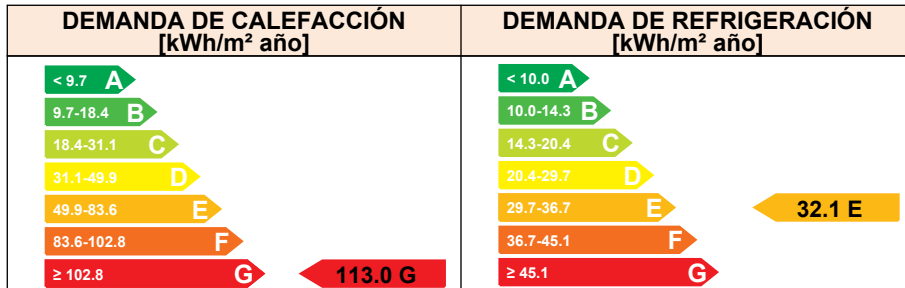 DEMANDA DE CALEFACCIÓN
[kWh/m² año]
< 9.7 A
9.7-18.4 B
18.4-31.1 C
31.1-49.9 D
49.9-83.6 E
83.6-102.8 F
≥ 102.8 G
113.0 G
DEMANDA DE REFRIGERACIÓN
[kWh/m² año]
< 10.0 A
10.0-14.3 B
14.3-20.4 C
20.4-29.7 D
29.7-36.7 E
32.1 E
36.7-45.1 F
≥ 45.1 G